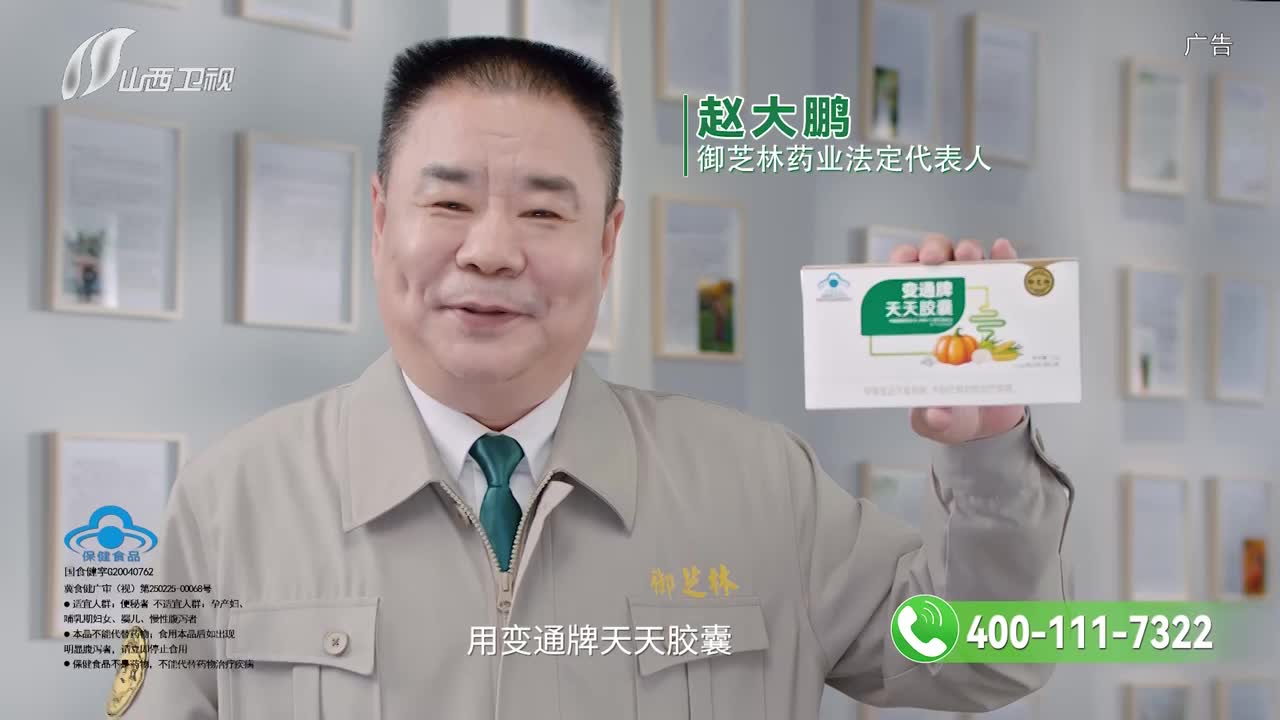 山西卫视
广告
赵大鹏
御芝林药业法定代表人
变通牌
天天胶囊
御芝林
保健食品
国食健字G20040762
冀食健广审（视）第250225-00068号
●适宜人群：便秘者 不适宜人群：孕产妇、
哺乳期妇女、婴儿、慢性腹泻者
●本品不能代替药物；食用本品后如出现
明显腹泻者，请立即停止食用
●保健食品不是药物，不能代替药物治疗疾病
用变通牌天天胶囊
400-111-7322